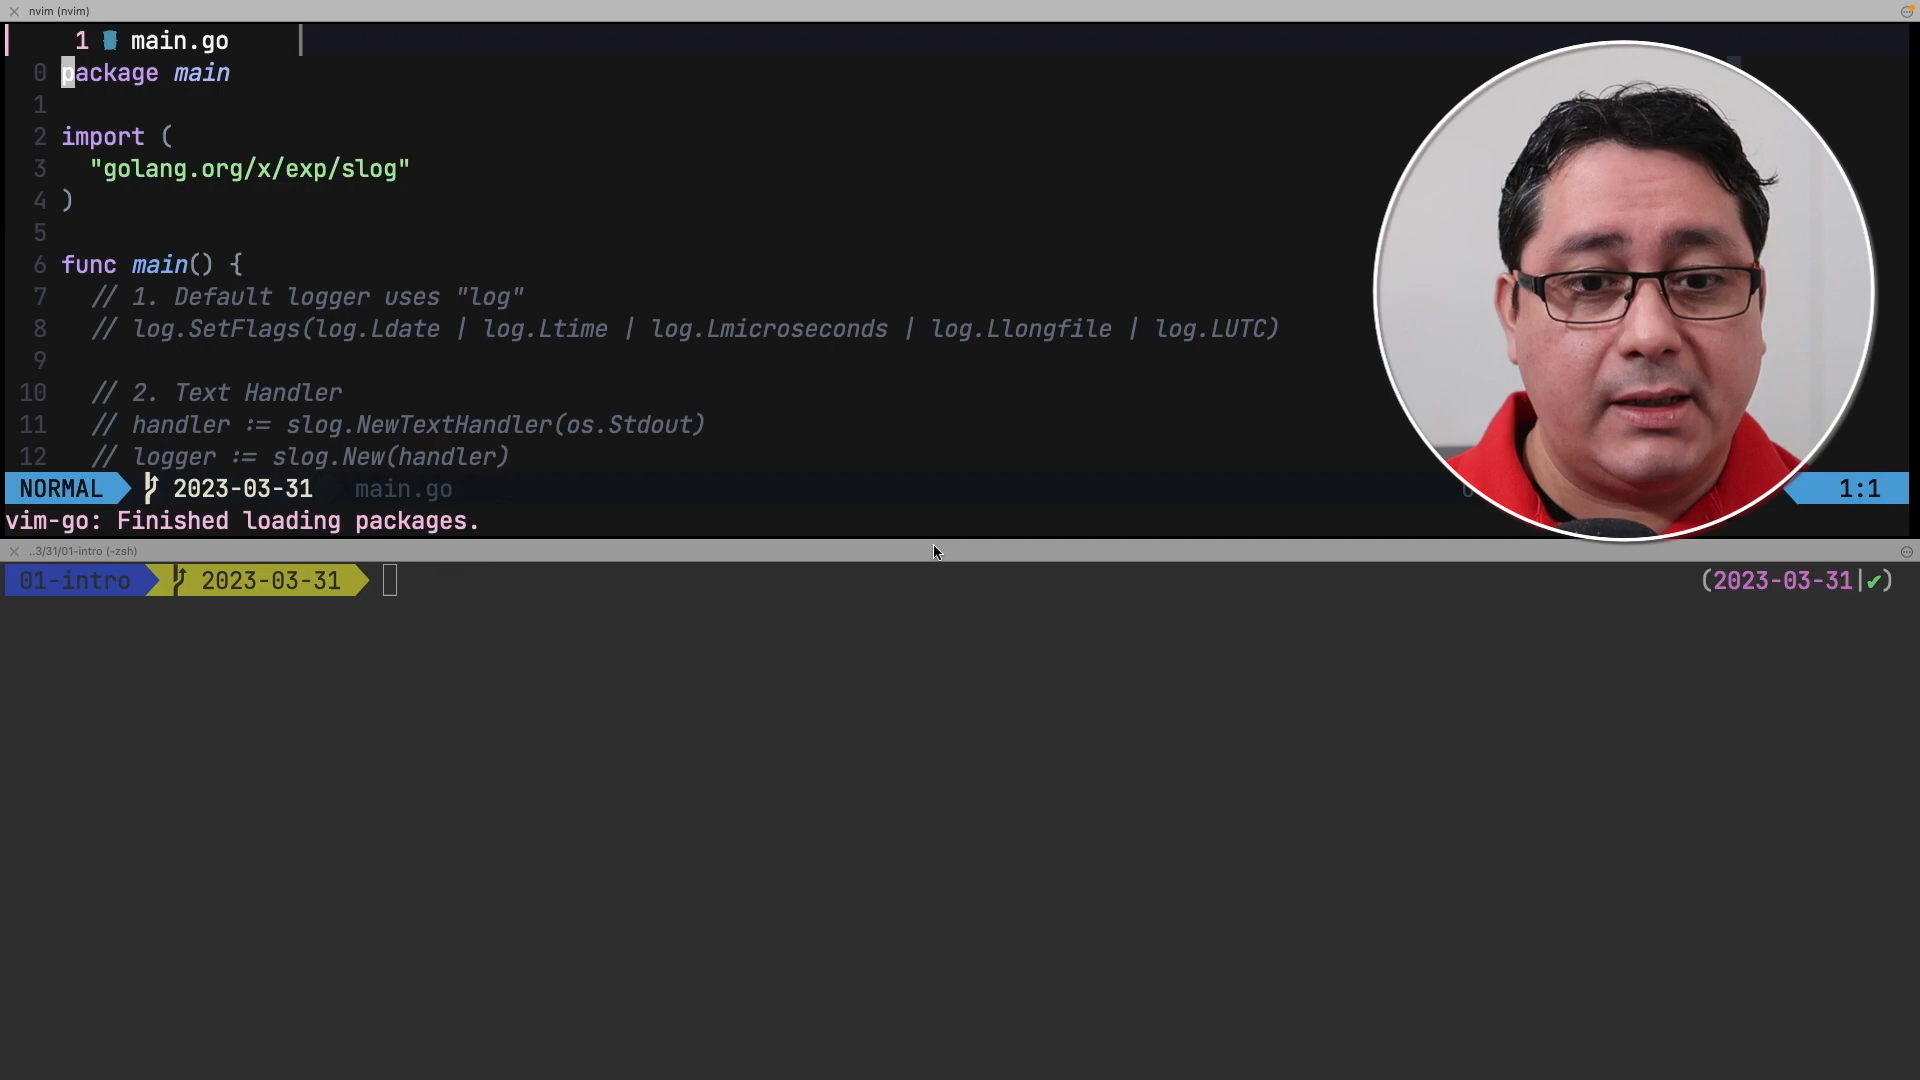 nvim (nvim)
1 main.go
0 package main
1
2 import (
3 "golang.org/x/exp/slog"
4 )
5
6 func main() {
7 // 1. Default logger uses "log"
8 // log.SetFlags(log.Ldate | log.Ltime | log.Lmicroseconds | log.Llongfile | log.LUTC)
9
10 // 2. Text Handler
11 // handler := slog.NewTextHandler(os.Stdout)
12 // logger := slog.New(handler)
NORMAL 2023-03-31 main.go 1:1
vim-go: Finished loading packages.
..3/31/01-intro (-zsh)
01-intro 2023-03-31 (2023-03-31|✔)